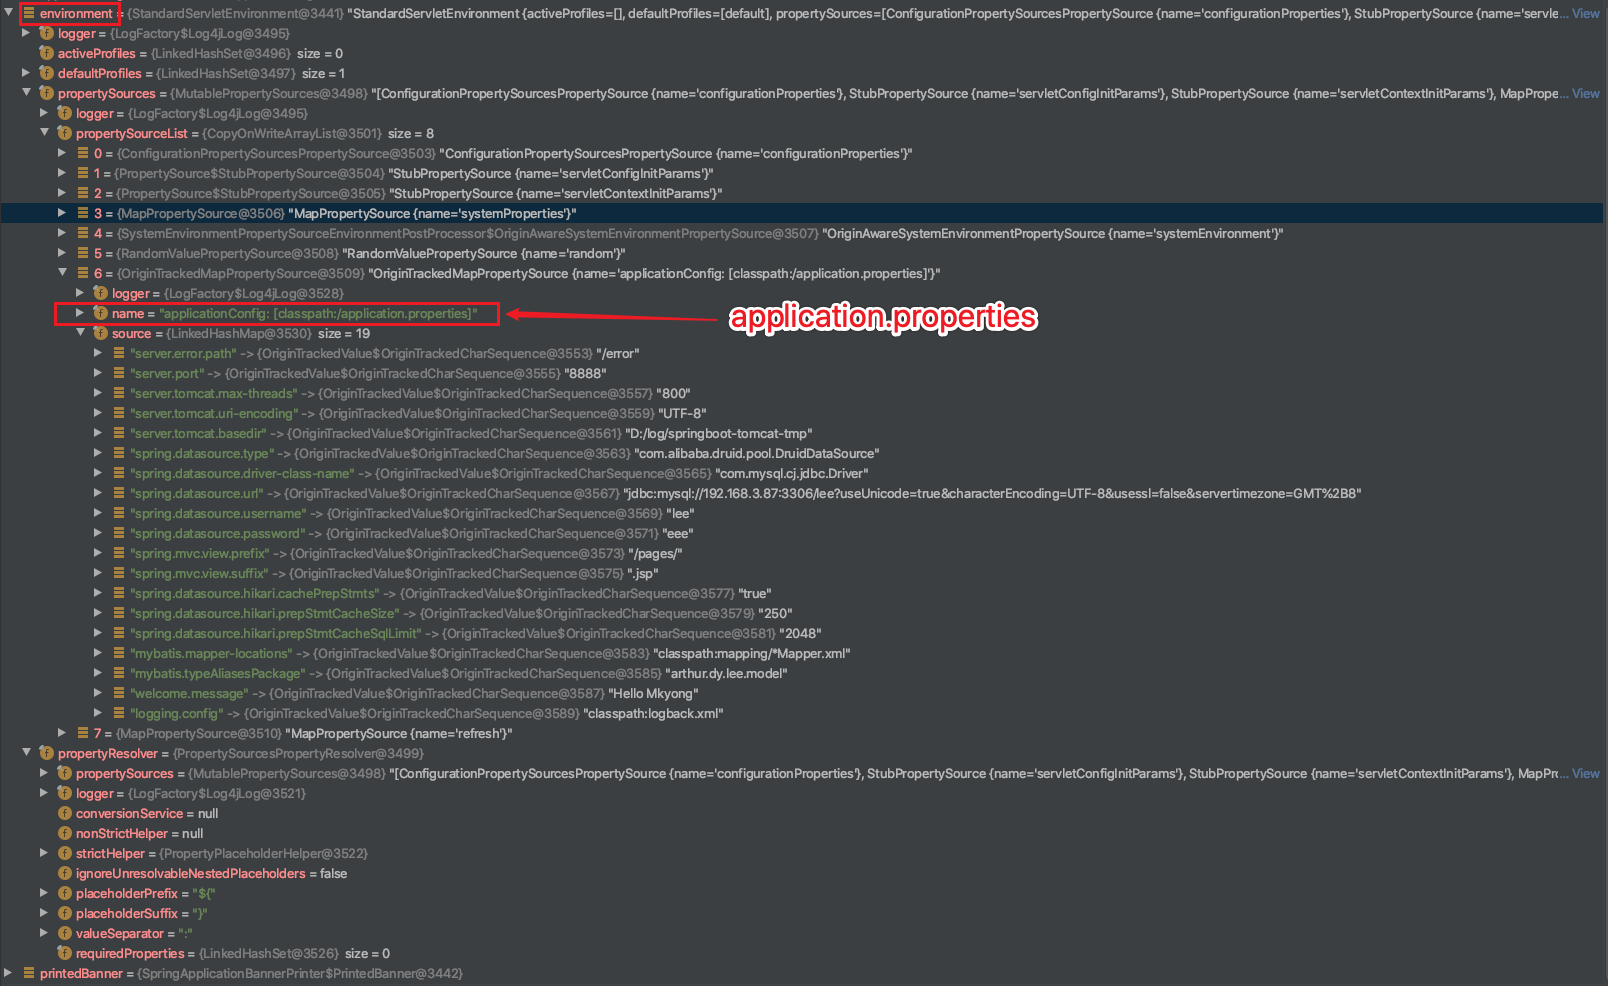 environment = {StandardServletEnvironment@3441} "StandardServletEnvironment {activeProfiles=[], defaultProfiles=[default], propertySources=[ConfigurationPropertySourcesPropertySource {name='configurationProperties'}, StubPropertySource {name='servle... View
logger = {LogFactory$Log4jLog@3495}
activeProfiles = {LinkedHashSet@3496} size = 0
defaultProfiles = {LinkedHashSet@3497} size = 1
propertySources = {MutablePropertySources@3498} "[ConfigurationPropertySourcesPropertySource {name='configurationProperties'}, StubPropertySource {name='servletConfigInitParams'}, StubPropertySource {name='servletContextInitParams'}, MapPrope... View
logger = {LogFactory$Log4jLog@3495}
propertySourceList = {CopyOnWriteArrayList@3501} size = 8
0 = {ConfigurationPropertySourcesPropertySource@3503} "ConfigurationPropertySourcesPropertySource {name='configurationProperties'}"
1 = {PropertySource$StubPropertySource@3504} "StubPropertySource {name='servletConfigInitParams'}"
2 = {PropertySource$StubPropertySource@3505} "StubPropertySource {name='servletContextInitParams'}"
3 = {MapPropertySource@3506} "MapPropertySource {name='systemProperties'}"
4 = {SystemEnvironmentPropertySourceEnvironmentPostProcessor$OriginAwareSystemEnvironmentPropertySource@3507} "OriginAwareSystemEnvironmentPropertySource {name='systemEnvironment'}"
5 = {RandomValuePropertySource@3508} "RandomValuePropertySource {name='random'}"
6 = {OriginTrackedMapPropertySource@3509} "OriginTrackedMapPropertySource {name='applicationConfig: [classpath:/application.properties]'}"
logger = {LogFactory$Log4jLog@3528}
name = "applicationConfig: [classpath:/application.properties]"
application.properties
source = {LinkedHashMap@3530} size = 19
"server.error.path" -> {OriginTrackedValue$OriginTrackedCharSequence@3553} "/error"
"server.port" -> {OriginTrackedValue$OriginTrackedCharSequence@3555} "8888"
"server.tomcat.max-threads" -> {OriginTrackedValue$OriginTrackedCharSequence@3557} "800"
"server.tomcat.uri-encoding" -> {OriginTrackedValue$OriginTrackedCharSequence@3559} "UTF-8"
"server.tomcat.basedir" -> {OriginTrackedValue$OriginTrackedCharSequence@3561} "D:/log/springboot-tomcat-tmp"
"spring.datasource.type" -> {OriginTrackedValue$OriginTrackedCharSequence@3563} "com.alibaba.druid.pool.DruidDataSource"
"spring.datasource.driver-class-name" -> {OriginTrackedValue$OriginTrackedCharSequence@3565} "com.mysql.cj.jdbc.Driver"
"spring.datasource.url" -> {OriginTrackedValue$OriginTrackedCharSequence@3567} "jdbc:mysql://192.168.3.87:3306/lee?useUnicode=true&characterEncoding=UTF-8&usessl=false&servertimezone=GMT%2B8"
"spring.datasource.username" -> {OriginTrackedValue$OriginTrackedCharSequence@3569} "lee"
"spring.datasource.password" -> {OriginTrackedValue$OriginTrackedCharSequence@3571} "eee"
"spring.mvc.view.prefix" -> {OriginTrackedValue$OriginTrackedCharSequence@3573} "/pages/"
"spring.mvc.view.suffix" -> {OriginTrackedValue$OriginTrackedCharSequence@3575} ".jsp"
"spring.datasource.hikari.cachePrepStmts" -> {OriginTrackedValue$OriginTrackedCharSequence@3577} "true"
"spring.datasource.hikari.prepStmtCacheSize" -> {OriginTrackedValue$OriginTrackedCharSequence@3579} "250"
"spring.datasource.hikari.prepStmtCacheSqlLimit" -> {OriginTrackedValue$OriginTrackedCharSequence@3581} "2048"
"mybatis.mapper-locations" -> {OriginTrackedValue$OriginTrackedCharSequence@3583} "classpath:mapping/*Mapper.xml"
"mybatis.typeAliasesPackage" -> {OriginTrackedValue$OriginTrackedCharSequence@3585} "arthur.dy.lee.model"
"welcome.message" -> {OriginTrackedValue$OriginTrackedCharSequence@3587} "Hello Mkyong"
"logging.config" -> {OriginTrackedValue$OriginTrackedCharSequence@3589} "classpath:logback.xml"
7 = {MapPropertySource@3510} "MapPropertySource {name='refresh'}"
propertyResolver = {PropertySourcesPropertyResolver@3499}
propertySources = {MutablePropertySources@3498} "[ConfigurationPropertySourcesPropertySource {name='configurationProperties'}, StubPropertySource {name='servletConfigInitParams'}, StubPropertySource {name='servletContextInitParams'}, MapPro... View
logger = {LogFactory$Log4jLog@3521}
conversionService = null
nonStrictHelper = null
strictHelper = {PropertyPlaceholderHelper@3522}
ignoreUnresolvableNestedPlaceholders = false
placeholderPrefix = "${"
placeholderSuffix = "}"
valueSeparator = ":"
requiredProperties = {LinkedHashSet@3526} size = 0
printedBanner = {SpringApplicationBannerPrinter$PrintedBanner@3442}